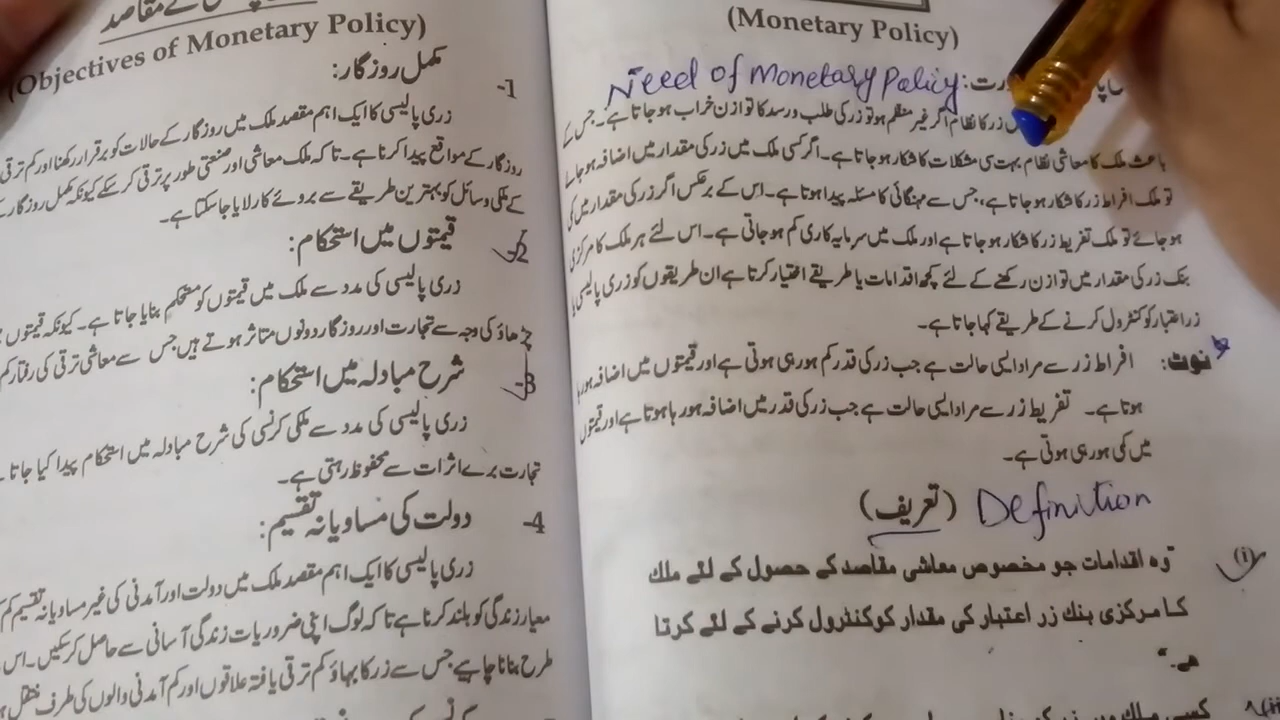 (Monetary Policy)
Need of Monetary Policy:
زر کا نظام اگر غیر منظم ہو تو زر کی طلب و رسد کا توازن خراب ہو جاتا ہے۔ جس کے
باعث ملک کا معاشی نظام بہت سی مشکلات کا شکار ہو جاتا ہے۔ اگر کسی ملک میں زر کی مقدار میں اضافہ ہو جائے
تو ملک افراط زر کا شکار ہو جاتا ہے، جس سے مہنگائی کا مسئلہ پیدا ہوتا ہے۔ اس کے برعکس اگر زر کی مقدار میں کمی
ہو جائے تو ملک تفریط زر کا شکار ہو جاتا ہے اور ملک میں سرمایہ کاری کم ہو جاتی ہے۔ اس لئے ہر ملک کا مرکزی
بنک زر کی مقدار میں توازن رکھنے کے لئے کچھ اقدامات یا طریقے اختیار کرتا ہے ان طریقوں کو زری پالیسی یا
زر اعتبار کو کنٹرول کرنے کے طریقے کہا جاتا ہے۔
نوٹ: افراط زر سے مراد ایسی حالت ہے جب زر کی قدر کم ہو رہی ہوتی ہے اور قیمتوں میں اضافہ ہو رہا
ہوتا ہے۔ تفریط زر سے مراد ایسی حالت ہے جب زر کی قدر میں اضافہ ہو رہا ہوتا ہے اور قیمتوں
میں کمی ہو رہی ہوتی ہے۔
(تعریف) Definition
(i) "وہ اقدامات جو مخصوص معاشی مقاصد کے حصول کے لئے ملک
کا مرکزی بنک زر اعتبار کی مقدار کو کنٹرول کرنے کے لئے کرتا
ہے۔"
کے مقاصد
(Objectives of Monetary Policy)
1- مکمل روزگار:
زری پالیسی کا ایک اہم مقصد ملک میں روزگار کے حالات کو برقرار رکھنا اور کم ترقی
روزگار کے مواقع پیدا کرنا ہے۔ تاکہ ملک معاشی اور صنعتی طور پر ترقی کر سکے کیونکہ مکمل روزگار
کے ملکی وسائل کو بہترین طریقے سے بروئے کار لایا جا سکتا ہے۔
2- قیمتوں میں استحکام:
زری پالیسی کی مدد سے ملک میں قیمتوں کو مستحکم بنایا جاتا ہے۔ کیونکہ قیمتوں
چڑھاؤ کی وجہ سے تجارت اور روزگار دونوں متاثر ہوتے ہیں جس سے معاشی ترقی کی رفتار کم
3- شرح مبادلہ میں استحکام:
زری پالیسی کی مدد سے ملکی کرنسی کی شرح مبادلہ میں استحکام پیدا کیا جاتا
تجارت برے اثرات سے محفوظ رہتی ہے۔
4- دولت کی مساویانہ تقسیم:
زری پالیسی کا ایک اہم مقصد ملک میں دولت اور آمدنی کی غیر مساویانہ تقسیم کم
معیار زندگی کو بلند کرنا ہے تاکہ لوگ اپنی ضروریات زندگی آسانی سے حاصل کر سکیں۔ اس
طرح بنانا چاہیے جس سے زر کا بہاؤ کم ترقی یافتہ علاقوں اور کم آمدنی والوں کی طرف منتقل